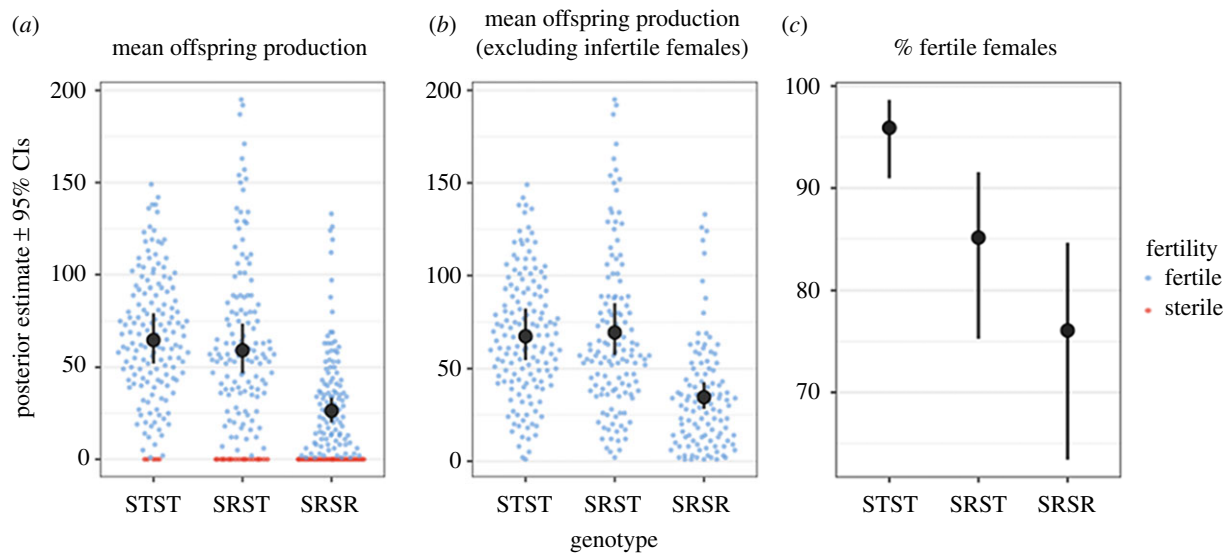 (a)
mean offspring production
(b)
mean offspring production
(excluding infertile females)
(c)
% fertile females
posterior estimate ± 95% CIs
200
150
100
50
0
STST SRST SRSR
200
150
100
50
0
STST SRST SRSR
100
90
80
70
STST SRST SRSR
genotype
fertility
fertile
sterile